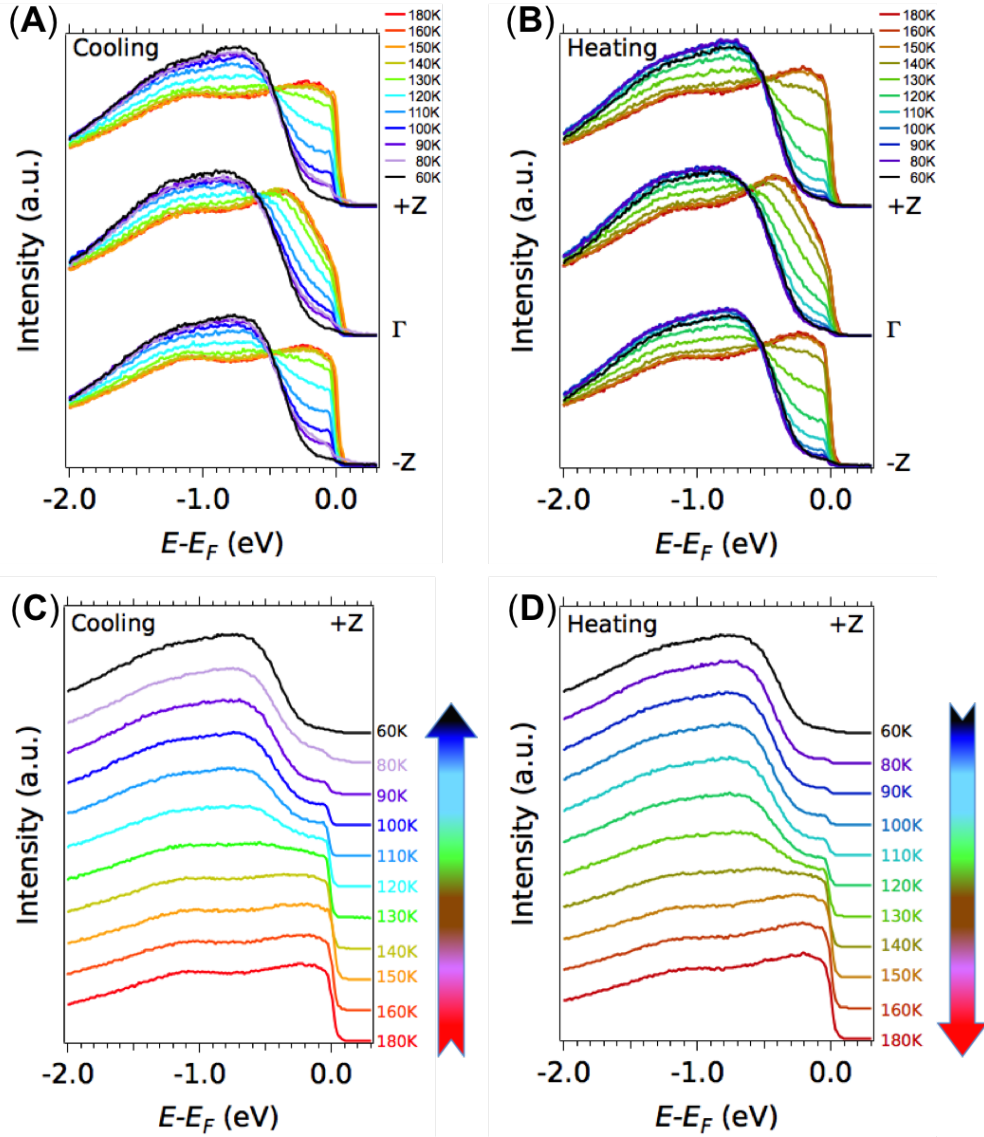 (A)
Cooling
180K
160K
150K
140K
130K
120K
110K
100K
90K
80K
60K
+Z
Γ
-Z
Intensity (a.u.)
-2.0 -1.0 0.0
E-E_F (eV)
(B)
Heating
180K
160K
150K
140K
130K
120K
110K
100K
90K
80K
60K
+Z
Γ
-Z
Intensity (a.u.)
-2.0 -1.0 0.0
E-E_F (eV)
(C)
Cooling +Z
60K
80K
90K
100K
110K
120K
130K
140K
150K
160K
180K
Intensity (a.u.)
-2.0 -1.0 0.0
E-E_F (eV)
(D)
Heating +Z
60K
80K
90K
100K
110K
120K
130K
140K
150K
160K
180K
Intensity (a.u.)
-2.0 -1.0 0.0
E-E_F (eV)